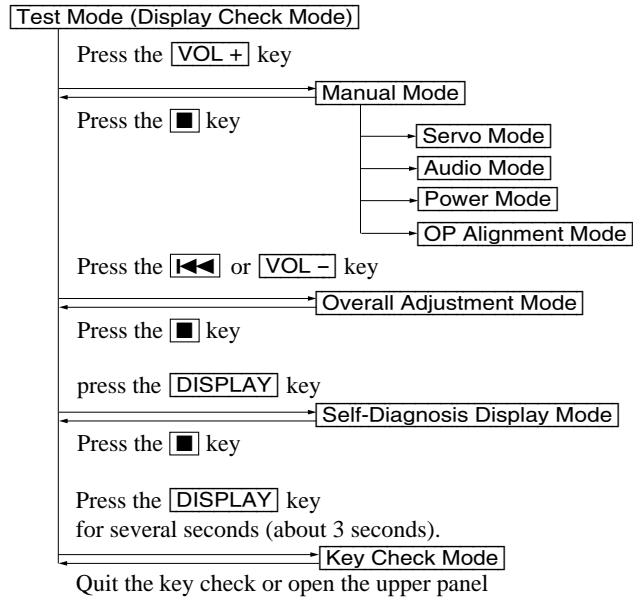 Test Mode (Display Check Mode)
Press the VOL + key
Manual Mode
Press the ■ key
Servo Mode
Audio Mode
Power Mode
OP Alignment Mode
Press the ⏮ or VOL − key
Overall Adjustment Mode
Press the ■ key
press the DISPLAY key
Self-Diagnosis Display Mode
Press the ■ key
Press the DISPLAY key
for several seconds (about 3 seconds).
Key Check Mode
Quit the key check or open the upper panel